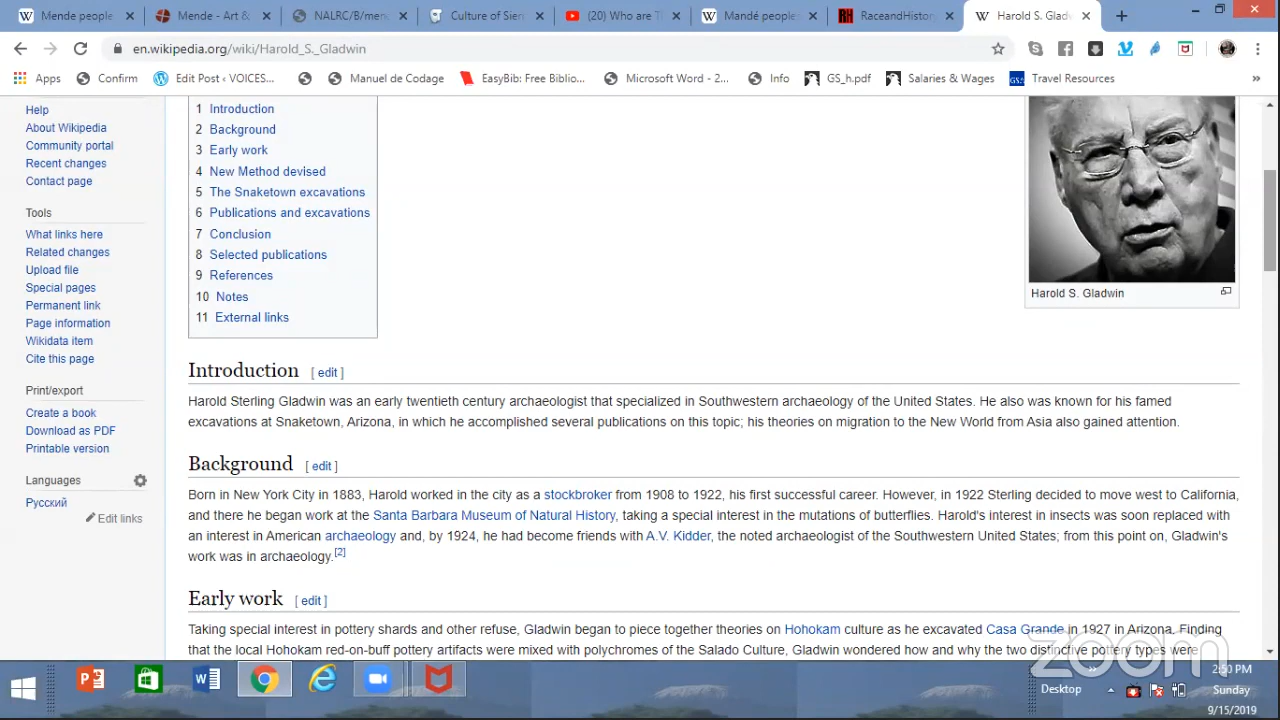 Mende people
Mende - Art &
NALRC/B/men
Culture of Sier
(20) Who are T
Mandé people
RaceandHistor
Harold S. Glad
en.wikipedia.org/wiki/Harold_S._Gladwin
Apps
Confirm
Edit Post ‹ VOICES...
Manuel de Codage
EasyBib: Free Biblio...
Microsoft Word - 2...
Info
GS_h.pdf
Salaries & Wages
Travel Resources
»
Help
About Wikipedia
Community portal
Recent changes
Contact page
Tools
What links here
Related changes
Upload file
Special pages
Permanent link
Page information
Wikidata item
Cite this page
Print/export
Create a book
Download as PDF
Printable version
Languages
Русский
Edit links
1 Introduction
2 Background
3 Early work
4 New Method devised
5 The Snaketown excavations
6 Publications and excavations
7 Conclusion
8 Selected publications
9 References
10 Notes
11 External links
Harold S. Gladwin
Introduction [ edit ]
Harold Sterling Gladwin was an early twentieth century archaeologist that specialized in Southwestern archaeology of the United States. He also was known for his famed
excavations at Snaketown, Arizona, in which he accomplished several publications on this topic; his theories on migration to the New World from Asia also gained attention.
Background [ edit ]
Born in New York City in 1883, Harold worked in the city as a stockbroker from 1908 to 1922, his first successful career. However, in 1922 Sterling decided to move west to California,
and there he began work at the Santa Barbara Museum of Natural History, taking a special interest in the mutations of butterflies. Harold's interest in insects was soon replaced with
an interest in American archaeology and, by 1924, he had become friends with A.V. Kidder, the noted archaeologist of the Southwestern United States; from this point on, Gladwin's
work was in archaeology.[2]
Early work [ edit ]
Taking special interest in pottery shards and other refuse, Gladwin began to piece together theories on Hohokam culture as he excavated Casa Grande in 1927 in Arizona. Finding
that the local Hohokam red-on-buff pottery artifacts were mixed with polychromes of the Salado Culture, Gladwin wondered how and why the two distinctive pottery types were
zoom
Desktop
2:50 PM
Sunday
9/15/2019